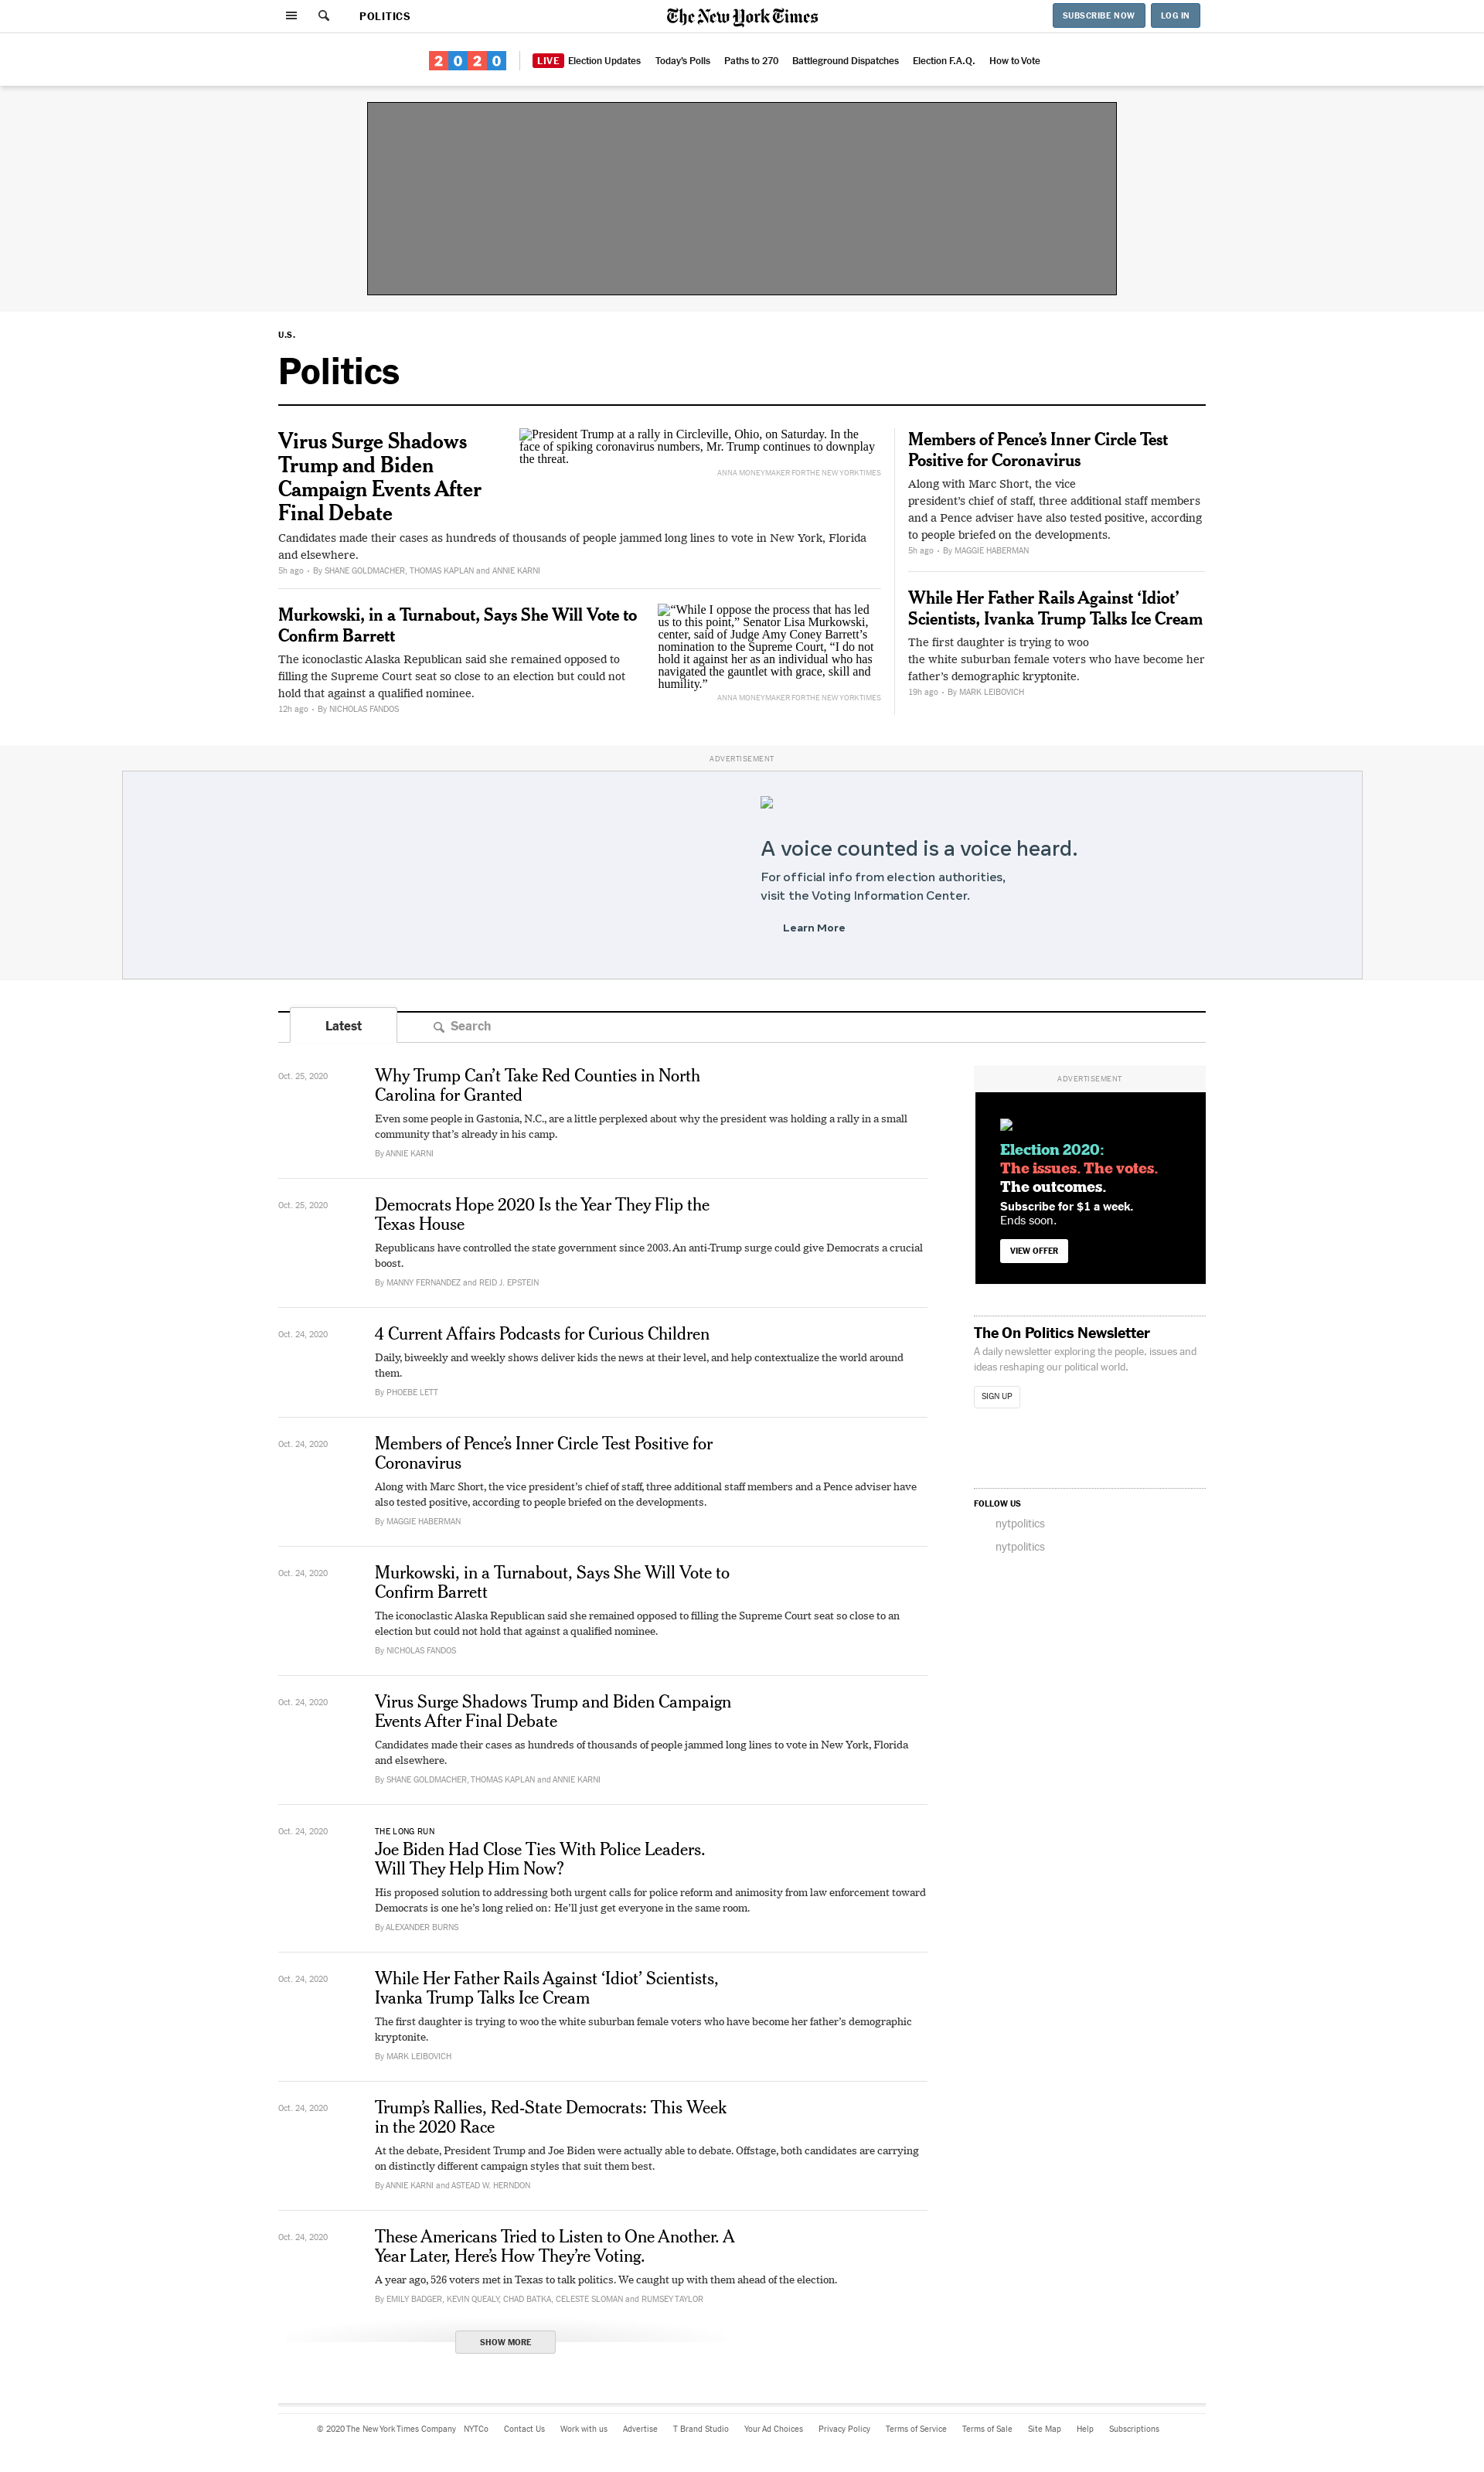 POLITICS
The New York Times
SUBSCRIBE NOW
LOG IN
2020
LIVE Election Updates Today's Polls Paths to 270 Battleground Dispatches Election F.A.Q. How to Vote
U.S.
Politics
Virus Surge Shadows
Trump and Biden
Campaign Events After
Final Debate
President Trump at a rally in Circleville, Ohio, on Saturday. In the
face of spiking coronavirus numbers, Mr. Trump continues to downplay
the threat.
ANNA MONEYMAKER FOR THE NEW YORK TIMES
Candidates made their cases as hundreds of thousands of people jammed long lines to vote in New York, Florida
and elsewhere.
5h ago • By SHANE GOLDMACHER, THOMAS KAPLAN and ANNIE KARNI
Murkowski, in a Turnabout, Says She Will Vote to
Confirm Barrett
The iconoclastic Alaska Republican said she remained opposed to
filling the Supreme Court seat so close to an election but could not
hold that against a qualified nominee.
12h ago • By NICHOLAS FANDOS
“While I oppose the process that has led
us to this point,” Senator Lisa Murkowski,
center, said of Judge Amy Coney Barrett’s
nomination to the Supreme Court, “I do not
hold it against her as an individual who has
navigated the gauntlet with grace, skill and
humility.”
ANNA MONEYMAKER FOR THE NEW YORK TIMES
Members of Pence’s Inner Circle Test
Positive for Coronavirus
Along with Marc Short, the vice
president’s chief of staff, three additional staff members
and a Pence adviser have also tested positive, according
to people briefed on the developments.
5h ago • By MAGGIE HABERMAN
While Her Father Rails Against ‘Idiot’
Scientists, Ivanka Trump Talks Ice Cream
The first daughter is trying to woo
the white suburban female voters who have become her
father’s demographic kryptonite.
19h ago • By MARK LEIBOVICH
ADVERTISEMENT
A voice counted is a voice heard.
For official info from election authorities,
visit the Voting Information Center.
Learn More
Latest
Search
Oct. 25, 2020
Why Trump Can’t Take Red Counties in North
Carolina for Granted
Even some people in Gastonia, N.C., are a little perplexed about why the president was holding a rally in a small
community that’s already in his camp.
By ANNIE KARNI
Oct. 25, 2020
Democrats Hope 2020 Is the Year They Flip the
Texas House
Republicans have controlled the state government since 2003. An anti-Trump surge could give Democrats a crucial
boost.
By MANNY FERNANDEZ and REID J. EPSTEIN
Oct. 24, 2020
4 Current Affairs Podcasts for Curious Children
Daily, biweekly and weekly shows deliver kids the news at their level, and help contextualize the world around
them.
By PHOEBE LETT
Oct. 24, 2020
Members of Pence’s Inner Circle Test Positive for
Coronavirus
Along with Marc Short, the vice president’s chief of staff, three additional staff members and a Pence adviser have
also tested positive, according to people briefed on the developments.
By MAGGIE HABERMAN
Oct. 24, 2020
Murkowski, in a Turnabout, Says She Will Vote to
Confirm Barrett
The iconoclastic Alaska Republican said she remained opposed to filling the Supreme Court seat so close to an
election but could not hold that against a qualified nominee.
By NICHOLAS FANDOS
Oct. 24, 2020
Virus Surge Shadows Trump and Biden Campaign
Events After Final Debate
Candidates made their cases as hundreds of thousands of people jammed long lines to vote in New York, Florida
and elsewhere.
By SHANE GOLDMACHER, THOMAS KAPLAN and ANNIE KARNI
Oct. 24, 2020
THE LONG RUN
Joe Biden Had Close Ties With Police Leaders.
Will They Help Him Now?
His proposed solution to addressing both urgent calls for police reform and animosity from law enforcement toward
Democrats is one he’s long relied on: He’ll just get everyone in the same room.
By ALEXANDER BURNS
Oct. 24, 2020
While Her Father Rails Against ‘Idiot’ Scientists,
Ivanka Trump Talks Ice Cream
The first daughter is trying to woo the white suburban female voters who have become her father’s demographic
kryptonite.
By MARK LEIBOVICH
Oct. 24, 2020
Trump’s Rallies, Red-State Democrats: This Week
in the 2020 Race
At the debate, President Trump and Joe Biden were actually able to debate. Offstage, both candidates are carrying
on distinctly different campaign styles that suit them best.
By ANNIE KARNI and ASTEAD W. HERNDON
Oct. 24, 2020
These Americans Tried to Listen to One Another. A
Year Later, Here’s How They’re Voting.
A year ago, 526 voters met in Texas to talk politics. We caught up with them ahead of the election.
By EMILY BADGER, KEVIN QUEALY, CHAD BATKA, CELESTE SLOMAN and RUMSEY TAYLOR
SHOW MORE
ADVERTISEMENT
Election 2020:
The issues. The votes.
The outcomes.
Subscribe for $1 a week.
Ends soon.
VIEW OFFER
The On Politics Newsletter
A daily newsletter exploring the people, issues and
ideas reshaping our political world.
SIGN UP
FOLLOW US
nytpolitics
nytpolitics
© 2020 The New York Times Company NYTCo Contact Us Work with us Advertise T Brand Studio Your Ad Choices Privacy Policy Terms of Service Terms of Sale Site Map Help Subscriptions